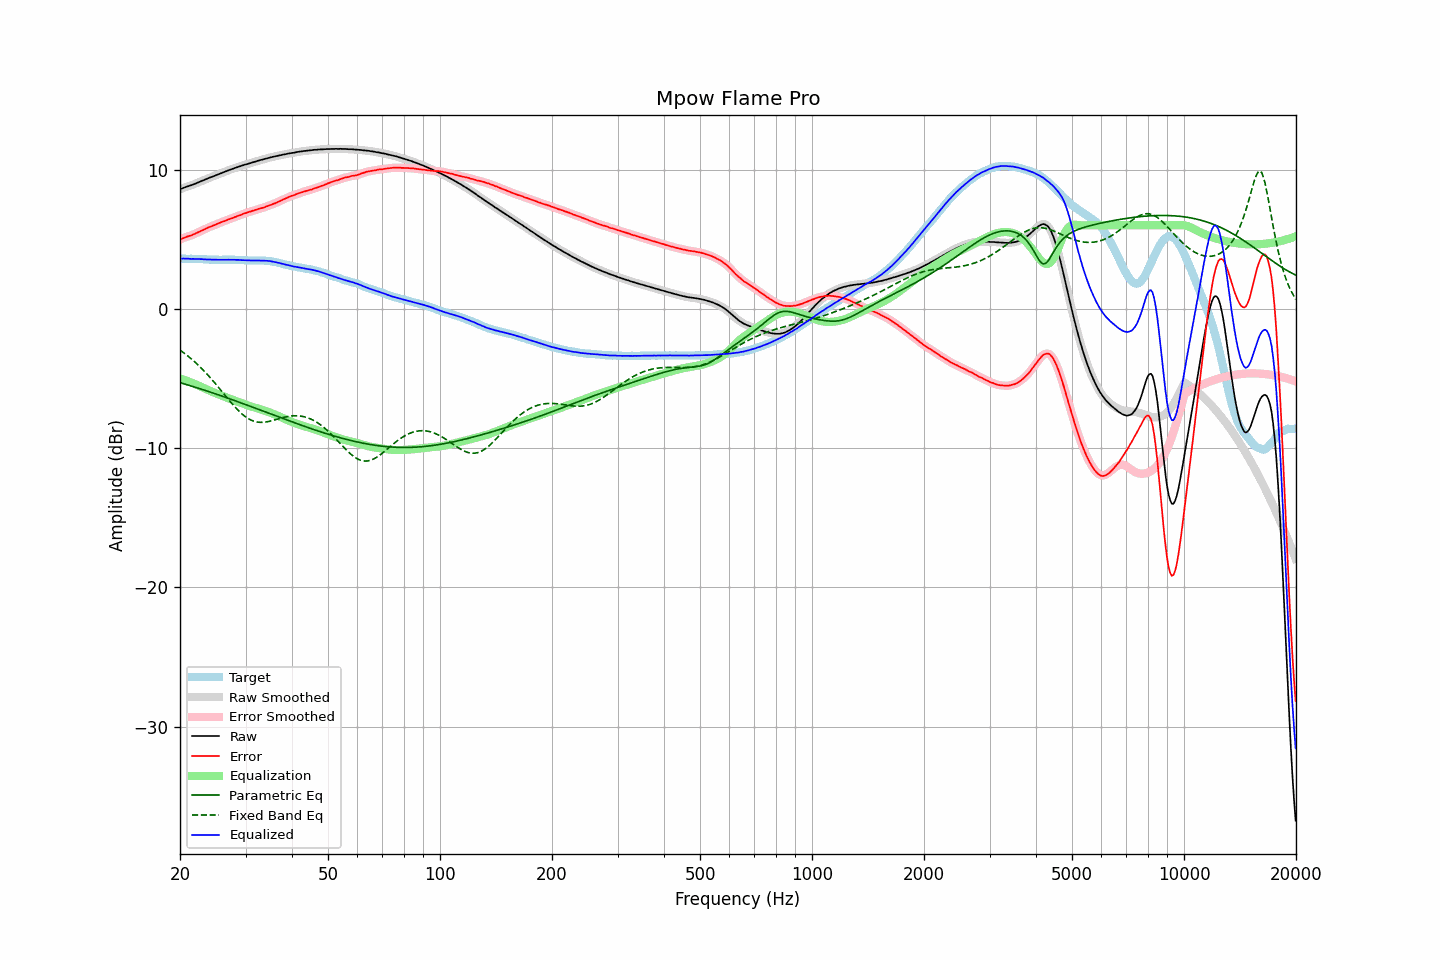 Mpow Flame Pro
Amplitude (dBr)
10
0
−10
−20
−30
Target
Raw Smoothed
Error Smoothed
Raw
Error
Equalization
Parametric Eq
Fixed Band Eq
Equalized
20 50 100 200 500 1000 2000 5000 10000 20000
Frequency (Hz)